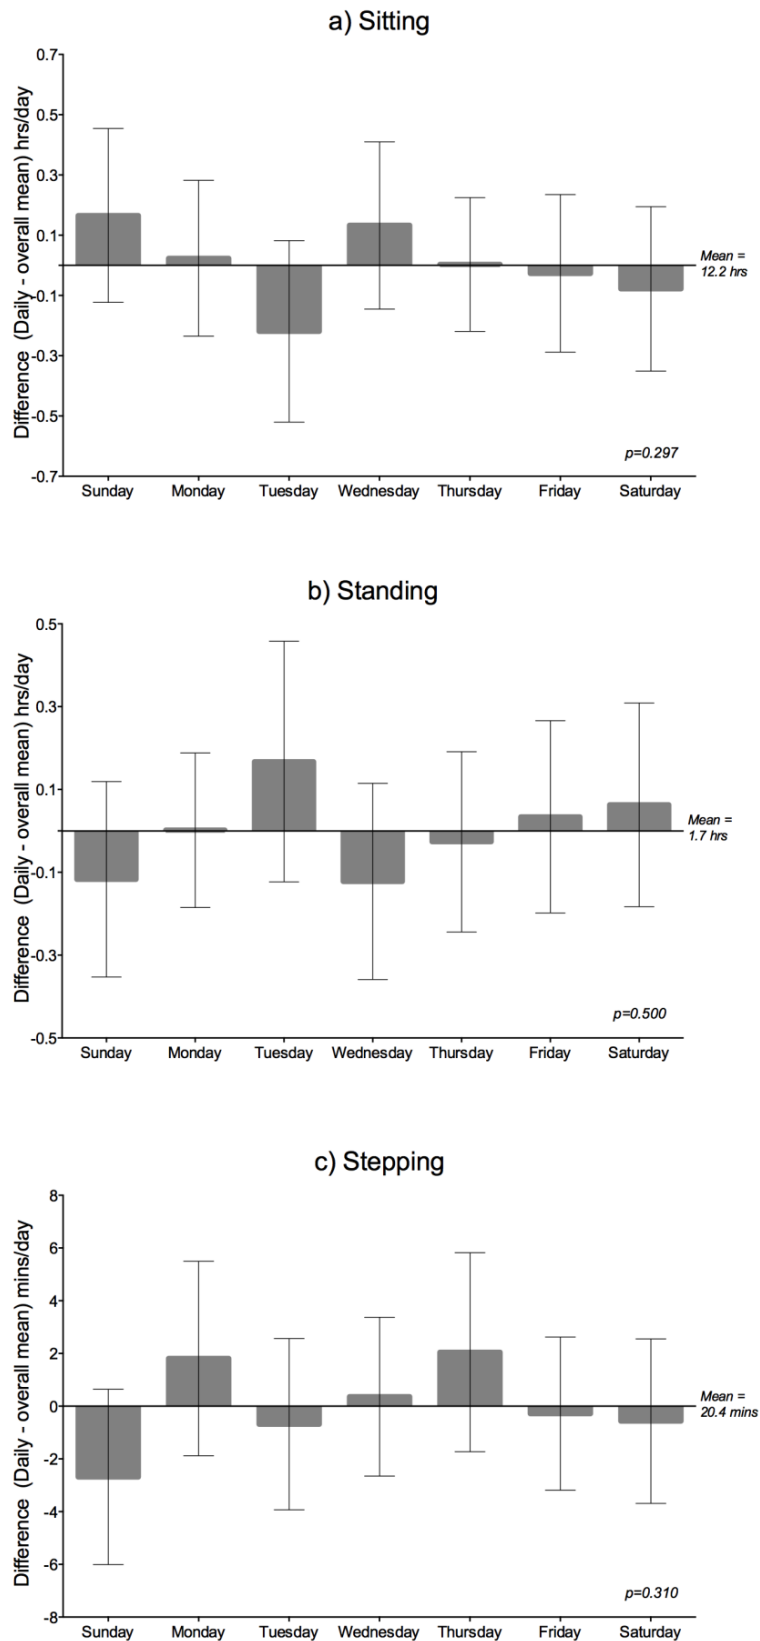 a) Sitting
Difference (Daily - overall mean) hrs/day
0.7
0.5
0.3
0.1
-0.1
-0.3
-0.5
-0.7
Mean =
12.2 hrs
p=0.297
Sunday Monday Tuesday Wednesday Thursday Friday Saturday
b) Standing
Difference (Daily - overall mean) hrs/day
0.5
0.3
0.1
-0.1
-0.3
-0.5
Mean =
1.7 hrs
p=0.500
Sunday Monday Tuesday Wednesday Thursday Friday Saturday
c) Stepping
Difference (Daily - overall mean) mins/day
8
6
4
2
0
-2
-4
-6
-8
Mean =
20.4 mins
p=0.310
Sunday Monday Tuesday Wednesday Thursday Friday Saturday